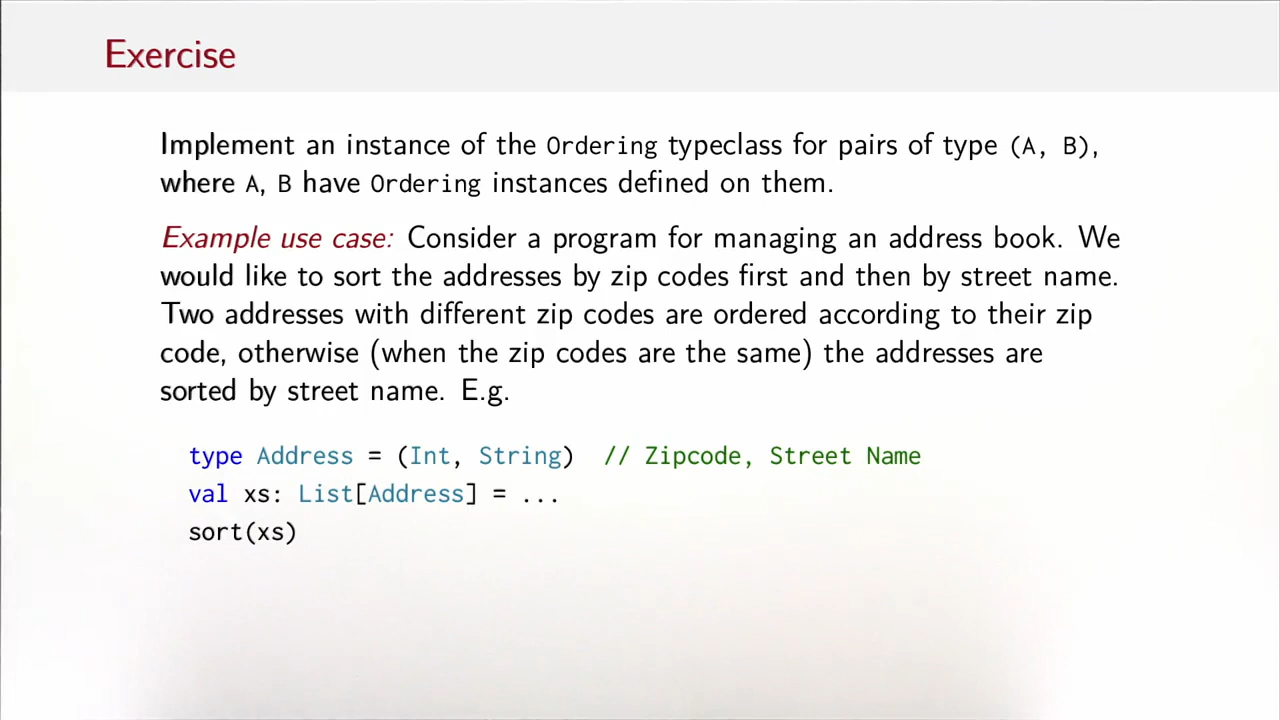 Exercise
Implement an instance of the Ordering typeclass for pairs of type (A, B),
where A, B have Ordering instances defined on them.
Example use case: Consider a program for managing an address book. We
would like to sort the addresses by zip codes first and then by street name.
Two addresses with different zip codes are ordered according to their zip
code, otherwise (when the zip codes are the same) the addresses are
sorted by street name. E.g.
type Address = (Int, String)  // Zipcode, Street Name
val xs: List[Address] = ...
sort(xs)